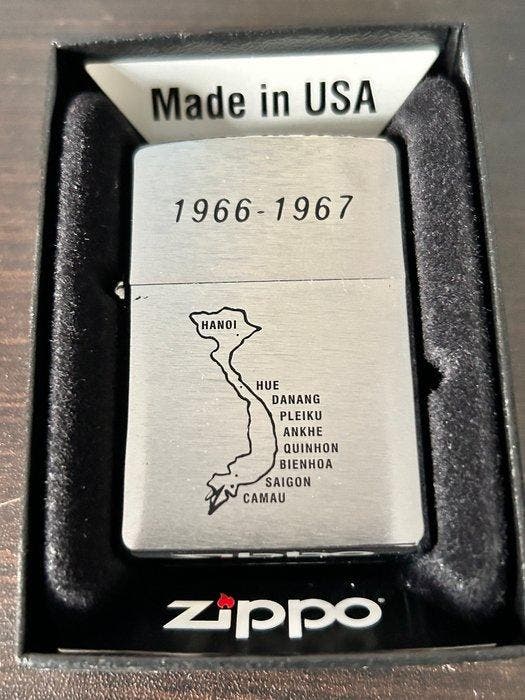 Made in USA
1966-1967
HANOI
HUE
DANANG
PLEIKU
ANKHE
QUINHON
BIENHOA
SAIGON
CAMAU
Zippo